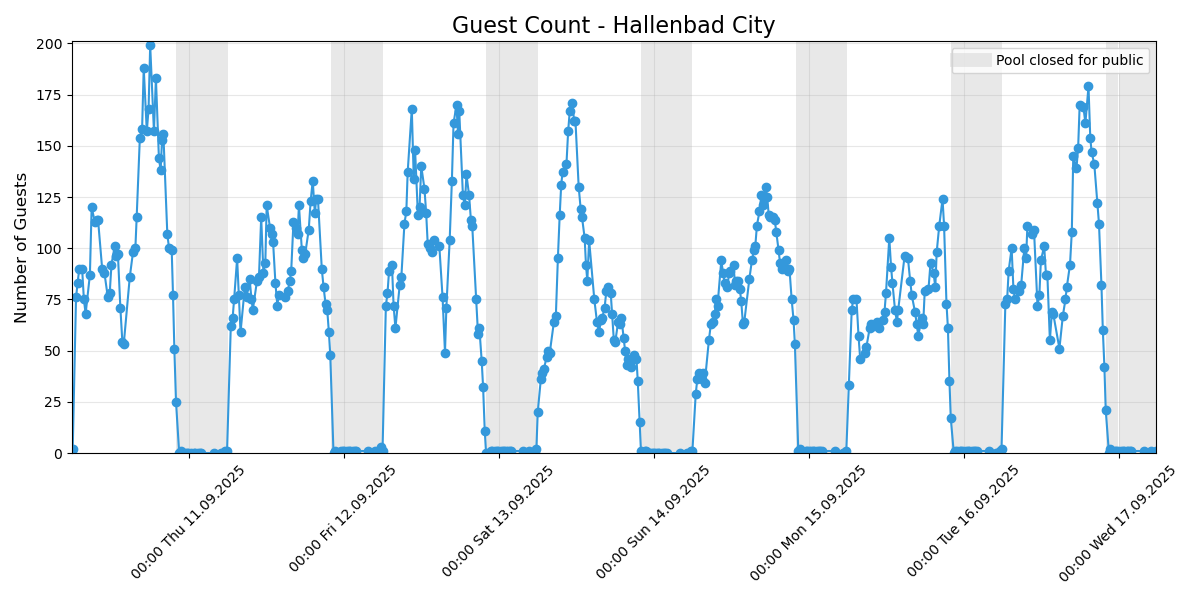 Guest Count - Hallenbad City
Pool closed for public
Number of Guests
200
175
150
125
100
75
50
25
0
00:00 Thu 11.09.2025
00:00 Fri 12.09.2025
00:00 Sat 13.09.2025
00:00 Sun 14.09.2025
00:00 Mon 15.09.2025
00:00 Tue 16.09.2025
00:00 Wed 17.09.2025